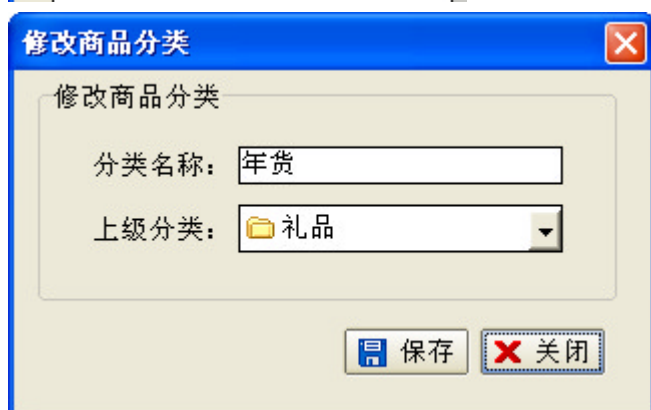 修改商品分类
修改商品分类
分类名称：年货
上级分类：礼品
保存 关闭